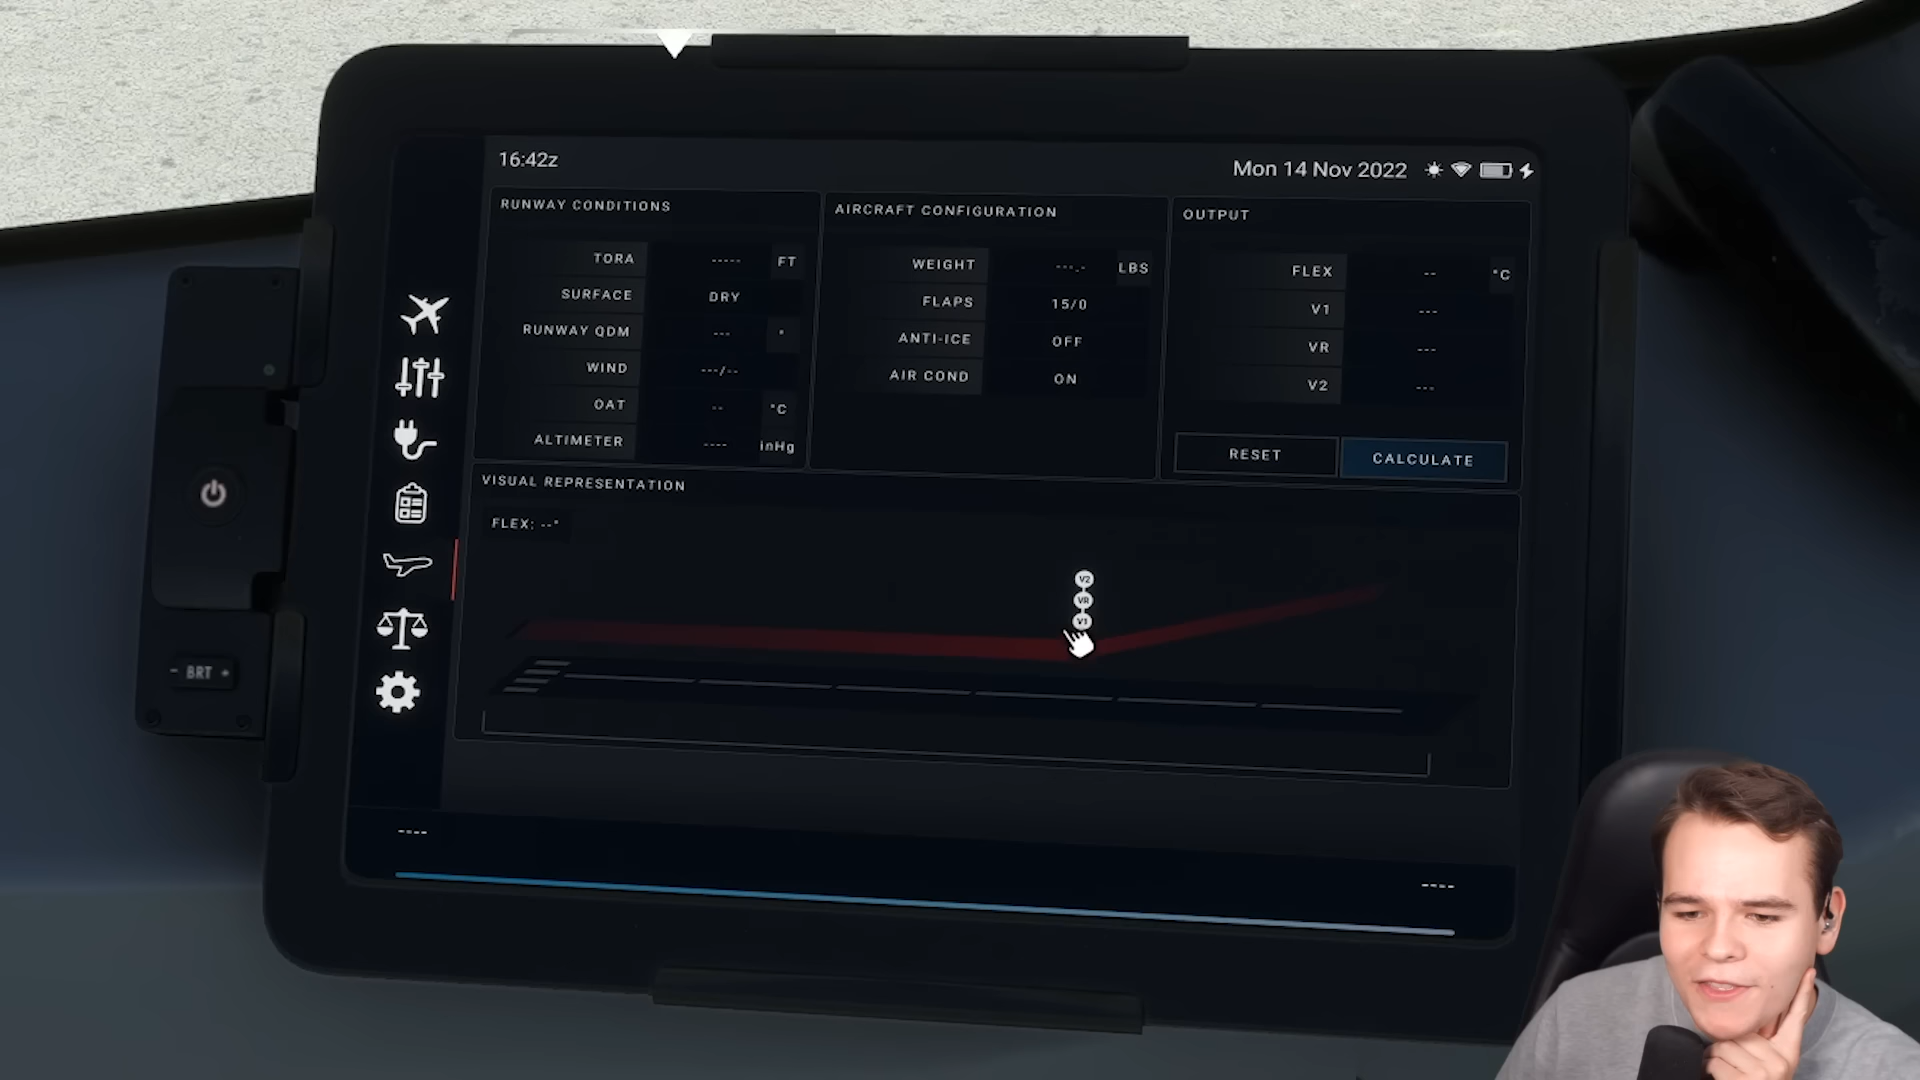 16:42z
Mon 14 Nov 2022
RUNWAY CONDITIONS
TORA ----- FT
SURFACE DRY
RUNWAY QDM --- °
WIND ---/--
OAT -- °C
ALTIMETER ---- inHg
AIRCRAFT CONFIGURATION
WEIGHT ---.- LBS
FLAPS 15/0
ANTI-ICE OFF
AIR COND ON
OUTPUT
FLEX -- °C
V1 ---
VR ---
V2 ---
RESET CALCULATE
VISUAL REPRESENTATION
FLEX: --°
V2
VR
V1
- BRT +
----
----